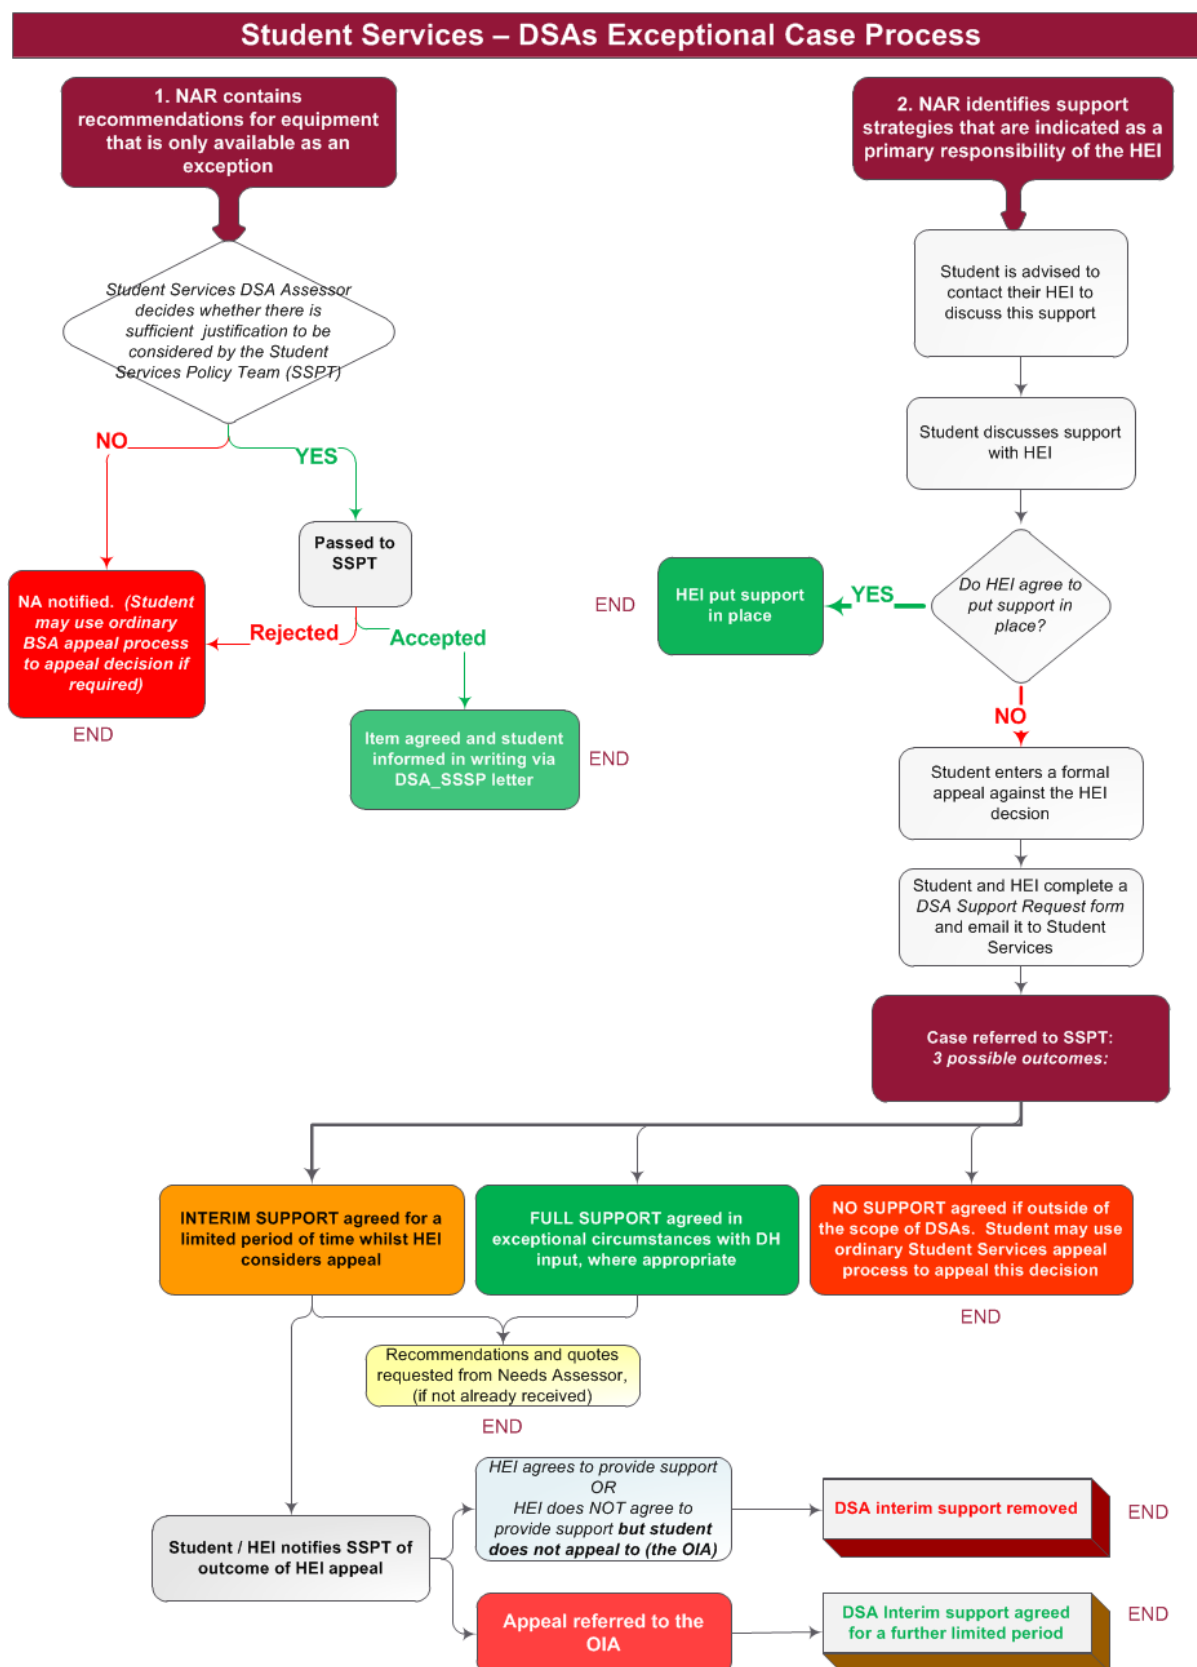 Student Services – DSAs Exceptional Case Process
1. NAR contains
recommendations for equipment
that is only available as an
exception
Student Services DSA Assessor
decides whether there is
sufficient justification to be
considered by the Student
Services Policy Team (SSPT)
NO
YES
Passed to
SSPT
NA notified. (Student
may use ordinary
BSA appeal process
to appeal decision if
required)
END
Rejected
Accepted
Item agreed and student
informed in writing via
DSA_SSSP letter
END
2. NAR identifies support
strategies that are indicated as a
primary responsibility of the HEI
Student is advised to
contact their HEI to
discuss this support
Student discusses support
with HEI
Do HEI agree to
put support in
place?
YES
HEI put support
in place
END
NO
Student enters a formal
appeal against the HEI
decsion
Student and HEI complete a
DSA Support Request form
and email it to Student
Services
Case referred to SSPT:
3 possible outcomes:
INTERIM SUPPORT agreed for a
limited period of time whilst HEI
considers appeal
FULL SUPPORT agreed in
exceptional circumstances with DH
input, where appropriate
NO SUPPORT agreed if outside of
the scope of DSAs. Student may use
ordinary Student Services appeal
process to appeal this decision
END
Recommendations and quotes
requested from Needs Assessor,
(if not already received)
END
Student / HEI notifies SSPT of
outcome of HEI appeal
HEI agrees to provide support
OR
HEI does NOT agree to
provide support but student
does not appeal to (the OIA)
DSA interim support removed
END
Appeal referred to the
OIA
DSA Interim support agreed
for a further limited period
END